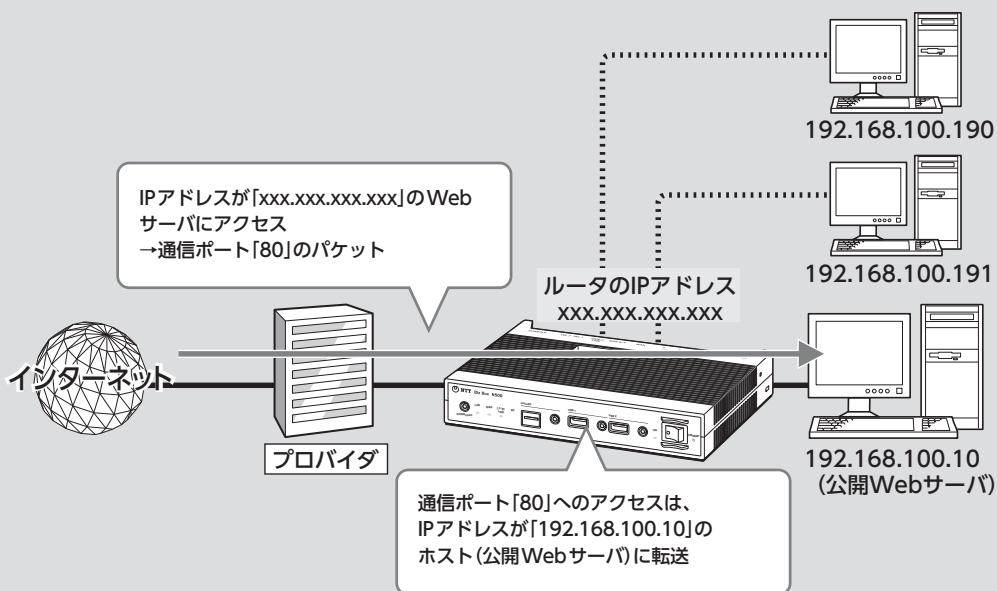 192.168.100.190
IPアドレスが「xxx.xxx.xxx.xxx」のWeb
サーバにアクセス
→通信ポート「80」のパケット
192.168.100.191
ルータのIPアドレス
xxx.xxx.xxx.xxx
インターネット
NTT
プロバイダ
192.168.100.10
（公開Webサーバ）
通信ポート「80」へのアクセスは、
IPアドレスが「192.168.100.10」の
ホスト（公開Webサーバ）に転送